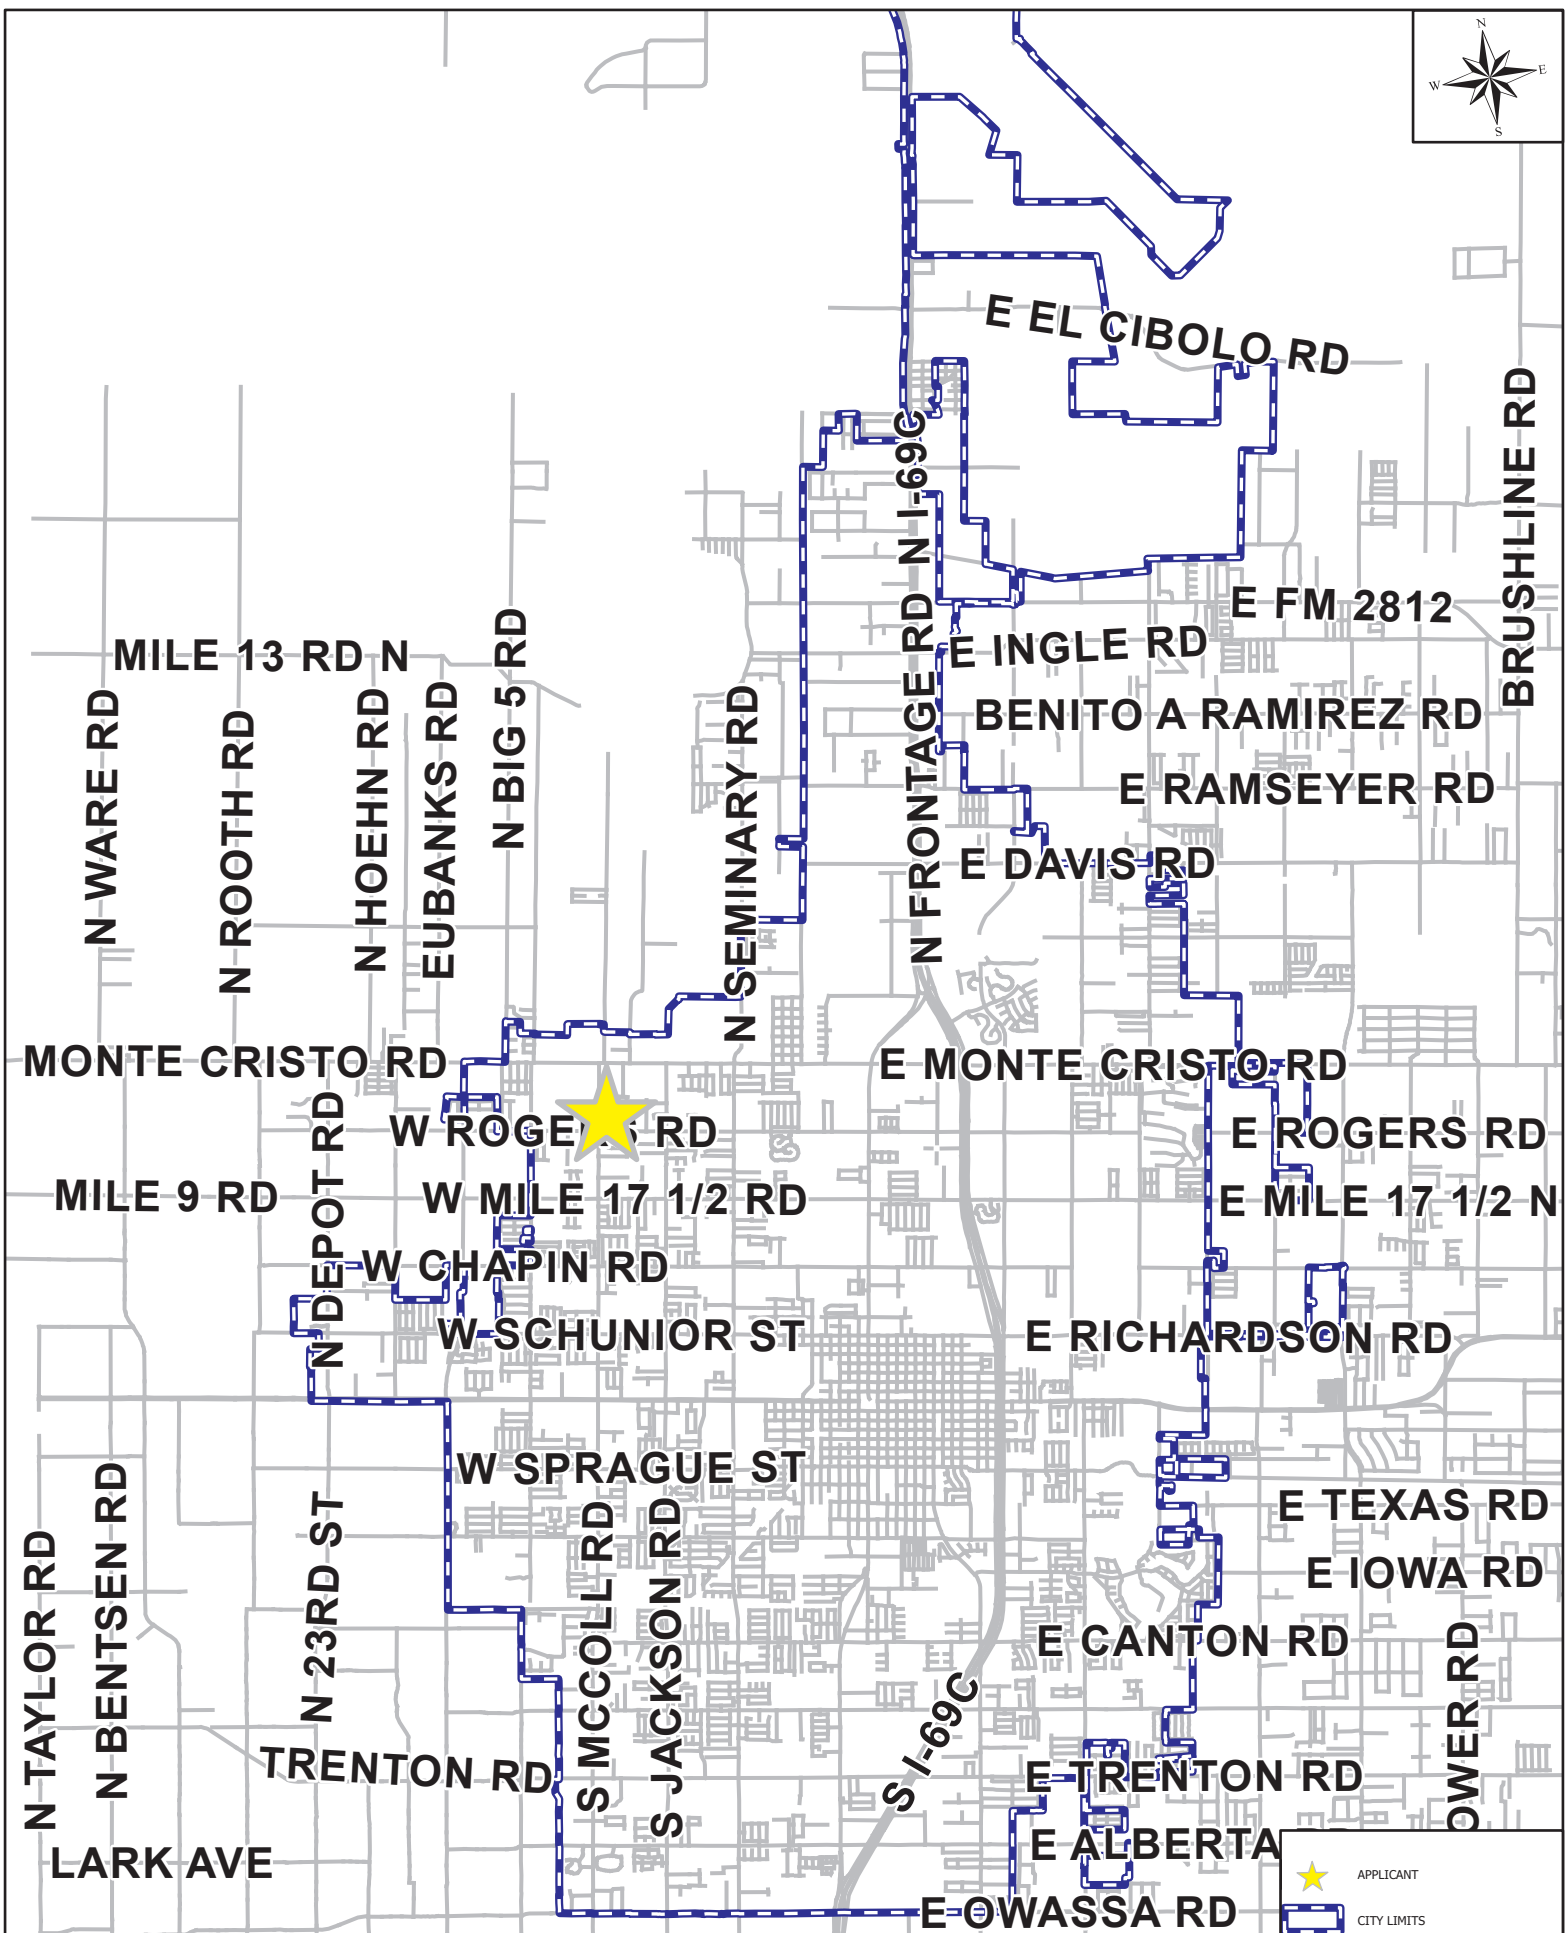 N
W E
S
E EL CIBOLO RD
BRUSHLINE RD
N I-69C
E FM 2812
N FRONTAGE RD
E INGLE RD
MILE 13 RD N
N BIG 5 RD
N WARE RD
N ROOTH RD
N HOEHN RD
EUBANKS RD
N SEMINARY RD
BENITO A RAMIREZ RD
E RAMSEYER RD
E DAVIS RD
MONTE CRISTO RD
E MONTE CRISTO RD
N DEPOT RD
W ROGERS RD
E ROGERS RD
MILE 9 RD
W MILE 17 1/2 RD
E MILE 17 1/2 N
W CHAPIN RD
W SCHUNIOR ST
E RICHARDSON RD
W SPRAGUE ST
E TEXAS RD
E IOWA RD
N TAYLOR RD
N BENTSEN RD
N 23RD ST
S MCCOLL RD
S JACKSON RD
E CANTON RD
S I-69C
TRENTON RD
E TRENTON RD
LARK AVE
E ALBERTA
E OWASSA RD
APPLICANT
CITY LIMITS